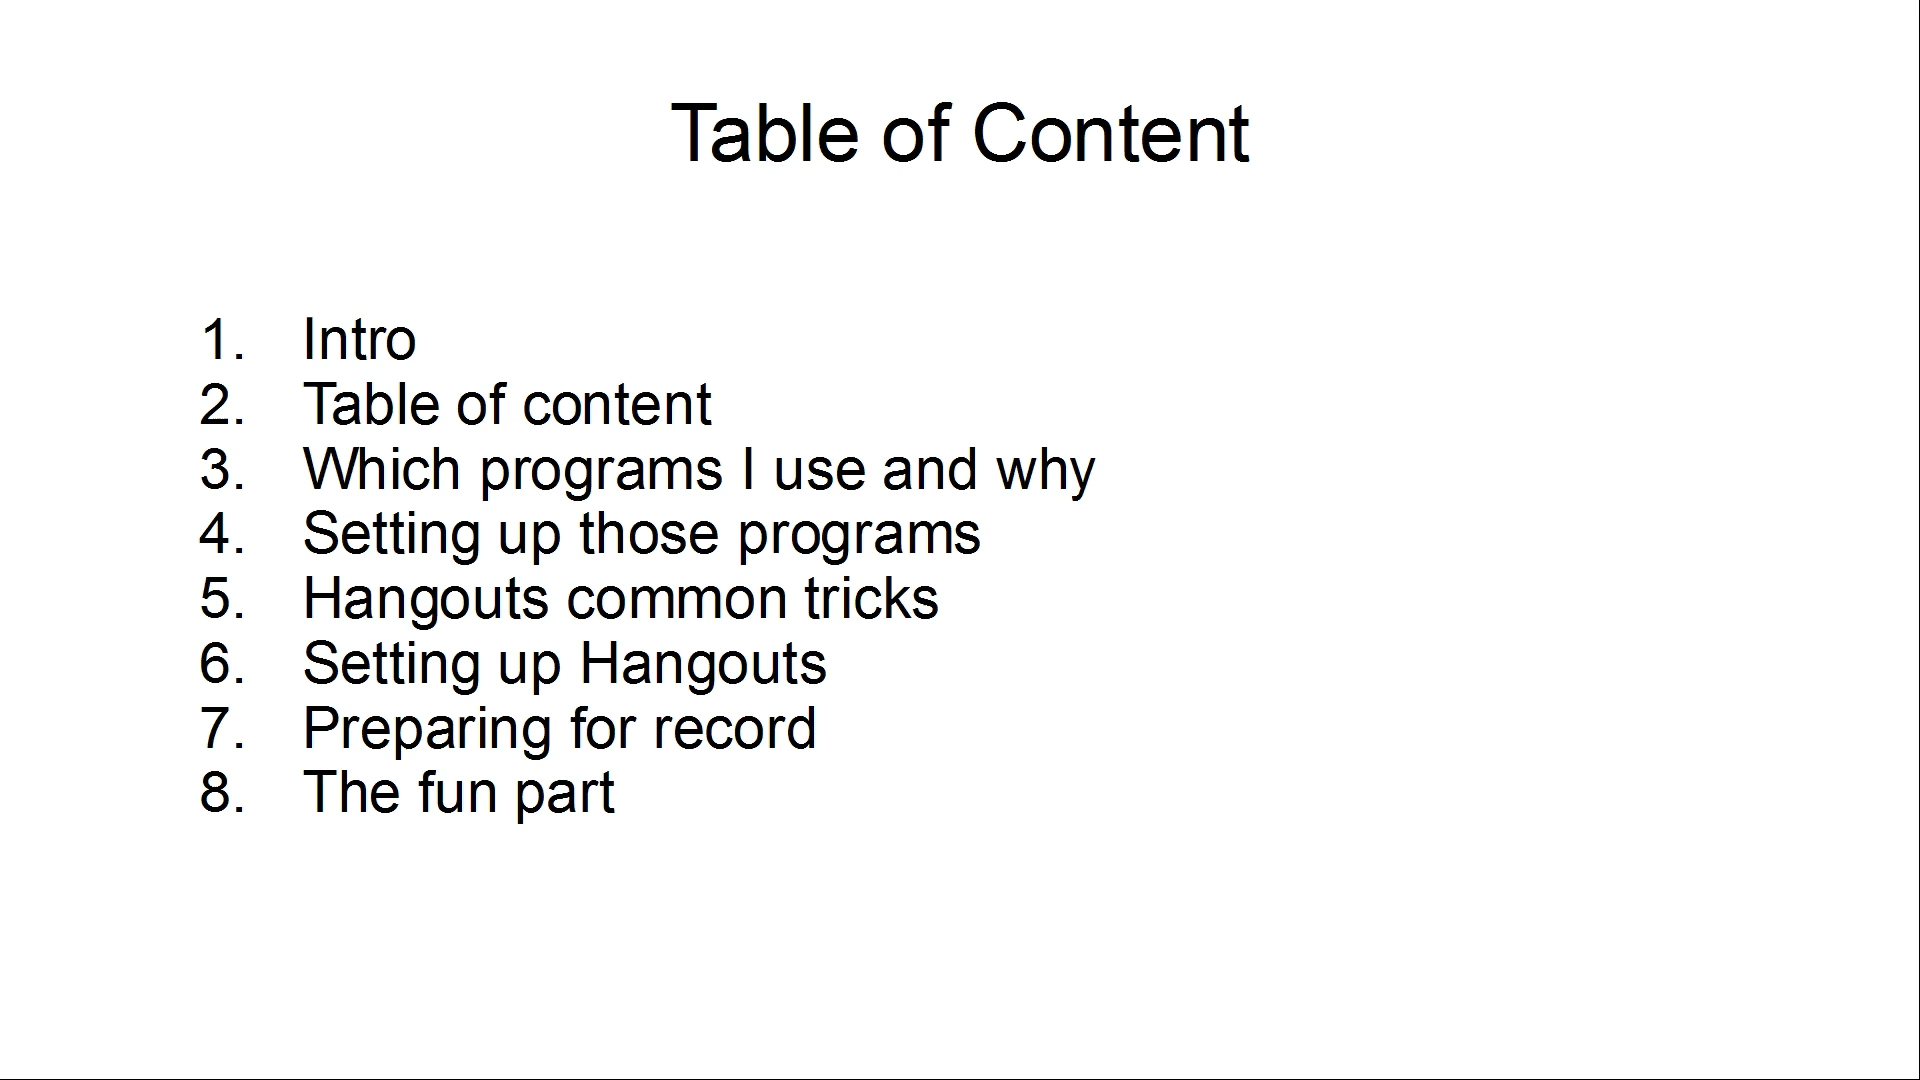 Table of Content
1. Intro
2. Table of content
3. Which programs I use and why
4. Setting up those programs
5. Hangouts common tricks
6. Setting up Hangouts
7. Preparing for record
8. The fun part